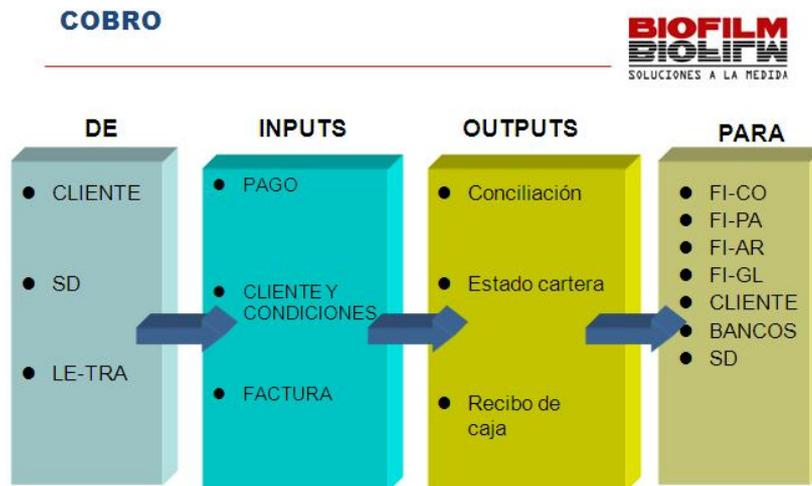 COBRO
BIOFILM
SOLUCIONES A LA MEDIDA
DE
● CLIENTE
● SD
● LE-TRA
INPUTS
● PAGO
● CLIENTE Y
CONDICIONES
● FACTURA
OUTPUTS
● Conciliación
● Estado cartera
● Recibo de
caja
PARA
● FI-CO
● FI-PA
● FI-AR
● FI-GL
● CLIENTE
● BANCOS
● SD